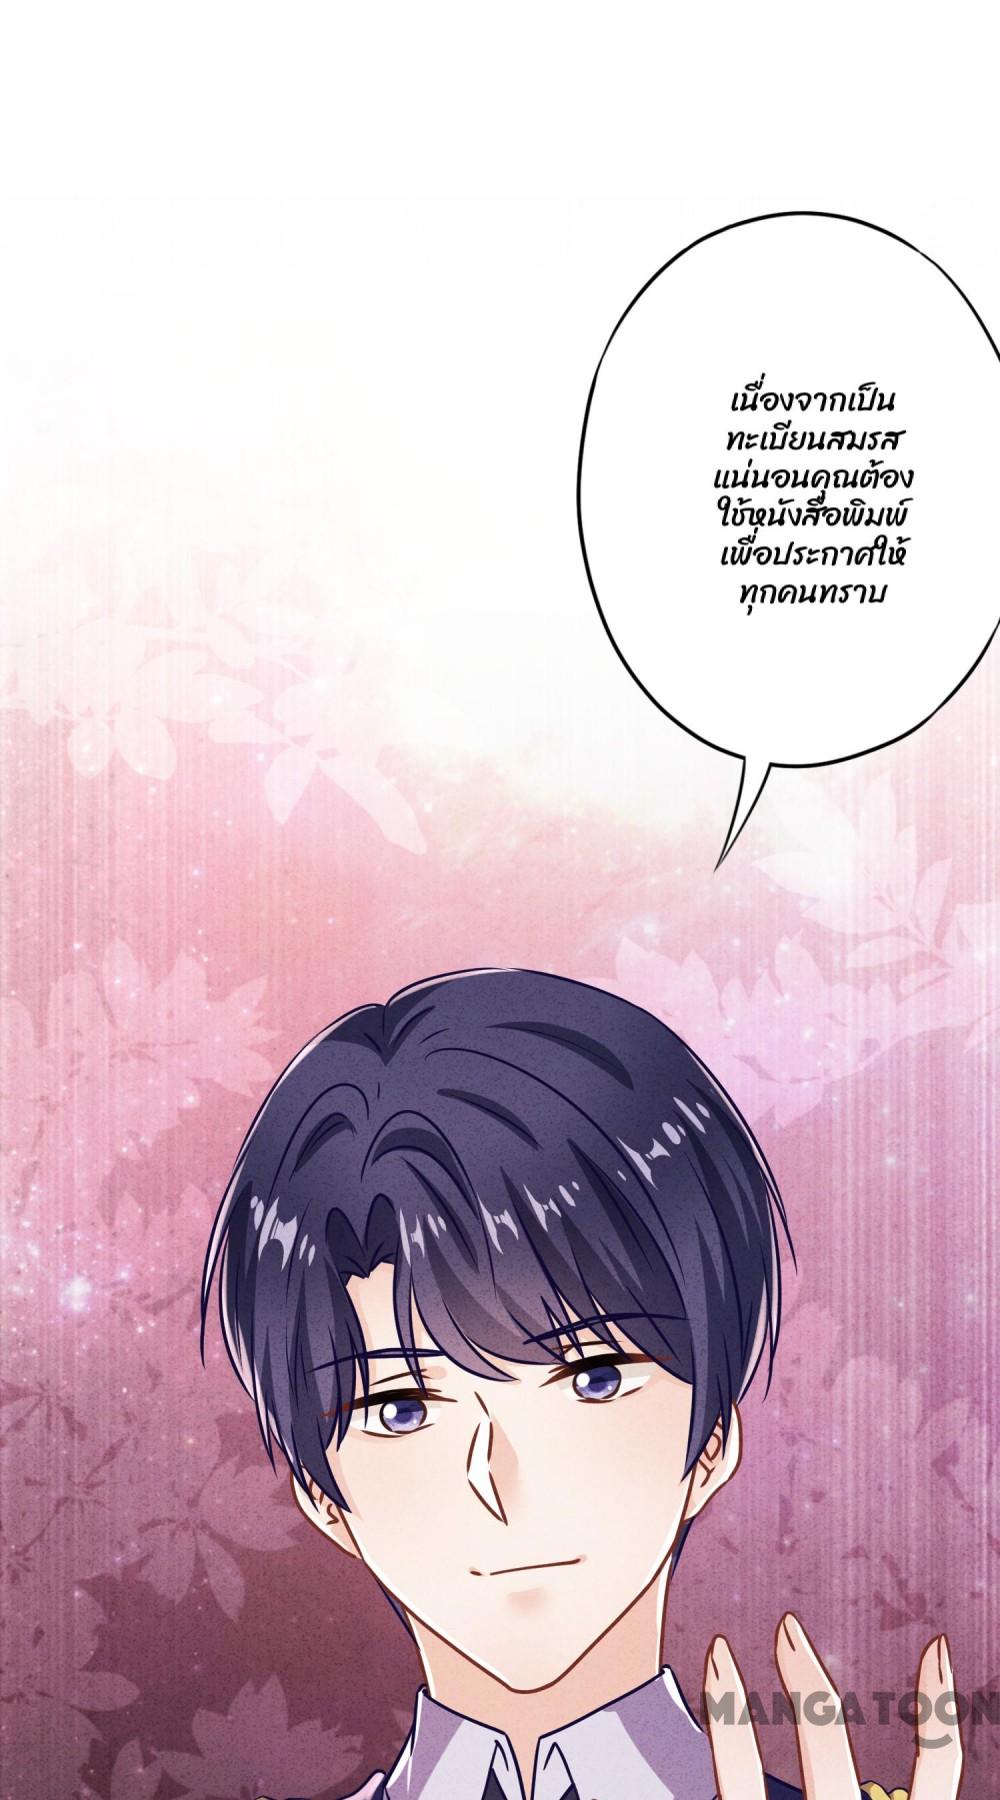 เนื่องจากเป็น
ทะเบียนสมรส
แน่นอนคุณต้อง
ใช้หนังสือพิมพ์
เพื่อประกาศให้
ทุกคนทราบ
MANGATOON